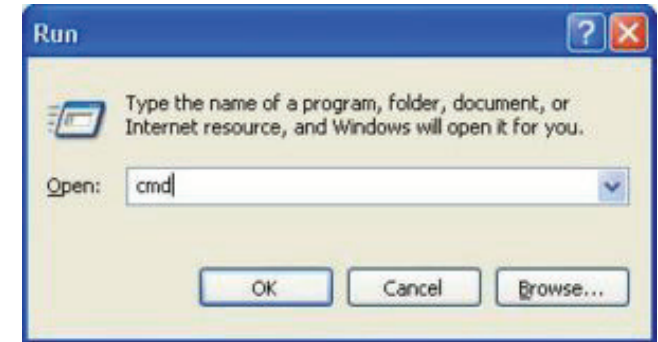 Run
Type the name of a program, folder, document, or
Internet resource, and Windows will open it for you.
Open: cmd
OK Cancel Browse...